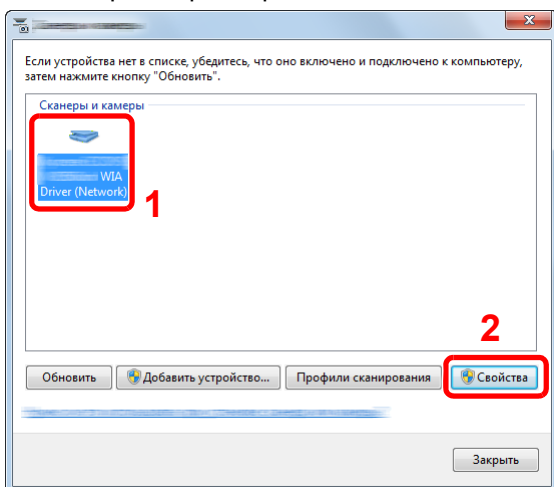 Если устройства нет в списке, убедитесь, что оно включено и подключено к компьютеру,
затем нажмите кнопку "Обновить".
Сканеры и камеры
WIA
Driver (Network)
1
2
Обновить
Добавить устройство...
Профили сканирования
Свойства
Закрыть